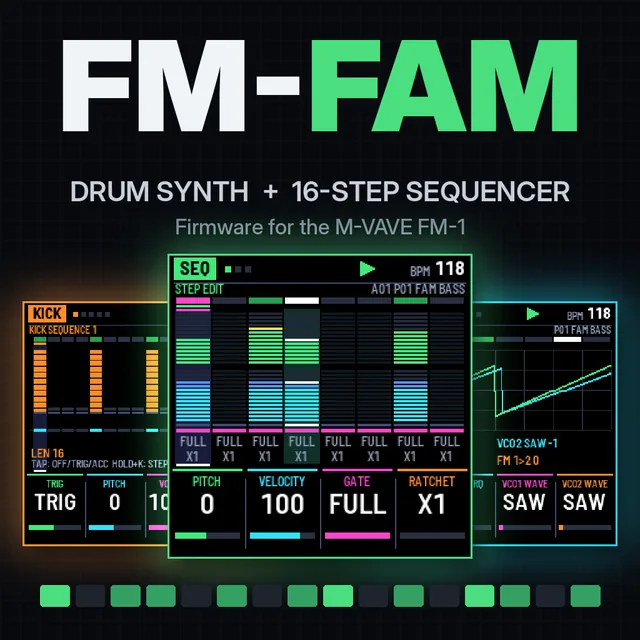 FM-FAM
DRUM SYNTH + 16-STEP SEQUENCER
Firmware for the M-VAVE FM-1
SEQ
BPM 118
STEP EDIT
A01 P01 FAM BASS
FULL FULL FULL FULL FULL FULL FULL FULL
X1 X1 X1 X1 X1 X1 X1 X1
PITCH VELOCITY GATE RATCHET
0 100 FULL X1
KICK
KICK SEQUENCE 1
LEN 16
TAP: OFF/TRIG/ACC HOLD+K: STEP
TRIG PITCH
TRIG 0
BPM 118
P01 FAM BASS
VCO2 SAW -1
FM 1>2 0
VCO1 WAVE VCO2 WAVE
SAW SAW